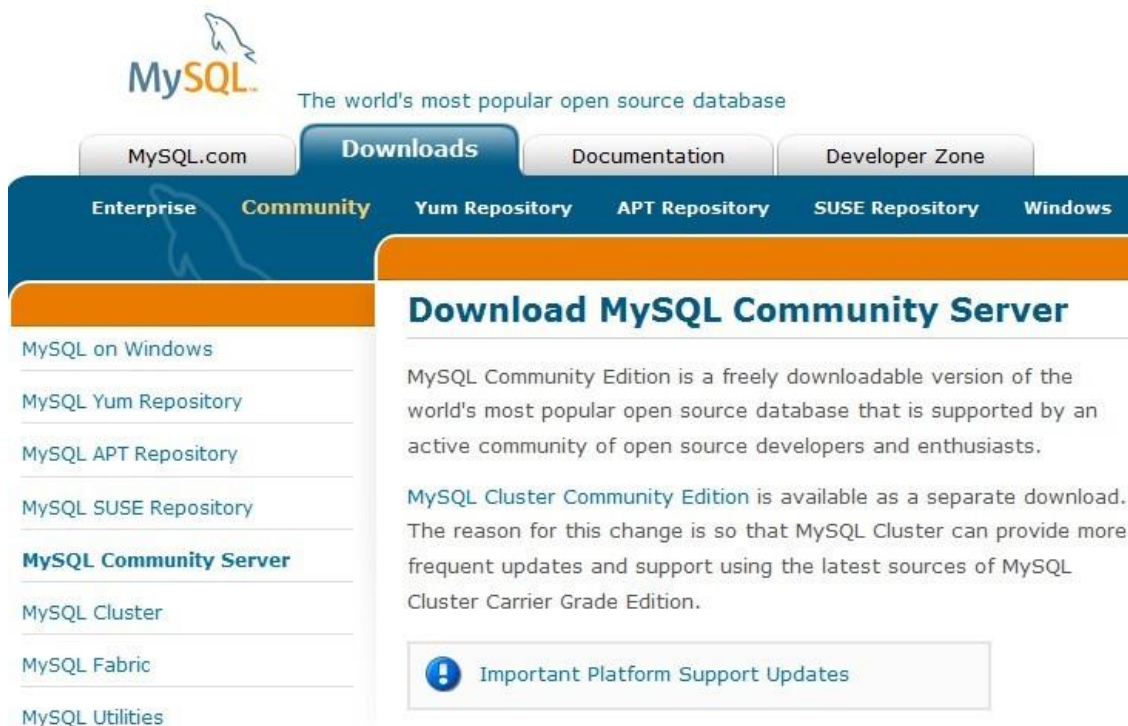 MySQL™
The world's most popular open source database
MySQL.com
Downloads
Documentation
Developer Zone
Enterprise
Community
Yum Repository
APT Repository
SUSE Repository
Windows
MySQL on Windows
MySQL Yum Repository
MySQL APT Repository
MySQL SUSE Repository
MySQL Community Server
MySQL Cluster
MySQL Fabric
MySQL Utilities
Download MySQL Community Server
MySQL Community Edition is a freely downloadable version of the
world's most popular open source database that is supported by an
active community of open source developers and enthusiasts.
MySQL Cluster Community Edition is available as a separate download.
The reason for this change is so that MySQL Cluster can provide more
frequent updates and support using the latest sources of MySQL
Cluster Carrier Grade Edition.
Important Platform Support Updates